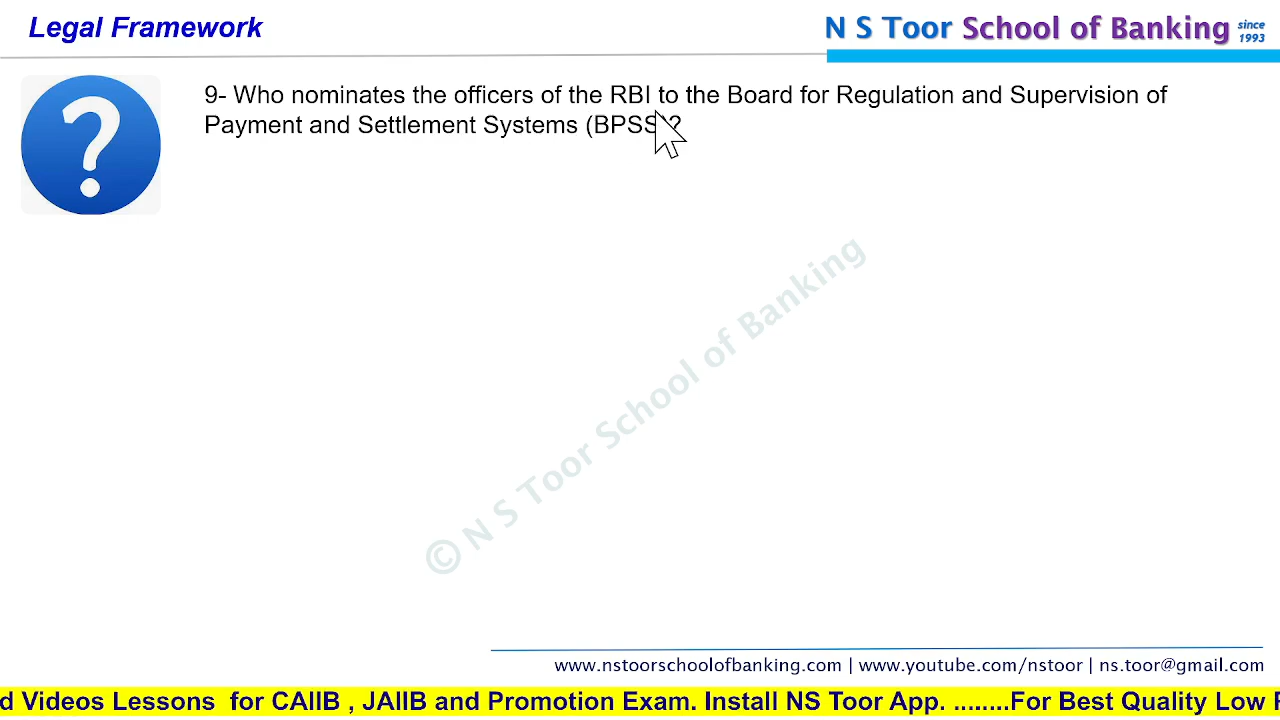 Legal Framework
N S Toor School of Banking since 1993
9- Who nominates the officers of the RBI to the Board for Regulation and Supervision of
Payment and Settlement Systems (BPSS)?
© N S Toor School of Banking
www.nstoorschoolofbanking.com | www.youtube.com/nstoor | ns.toor@gmail.com
d Videos Lessons for CAIIB , JAIIB and Promotion Exam. Install NS Toor App. ........For Best Quality Low